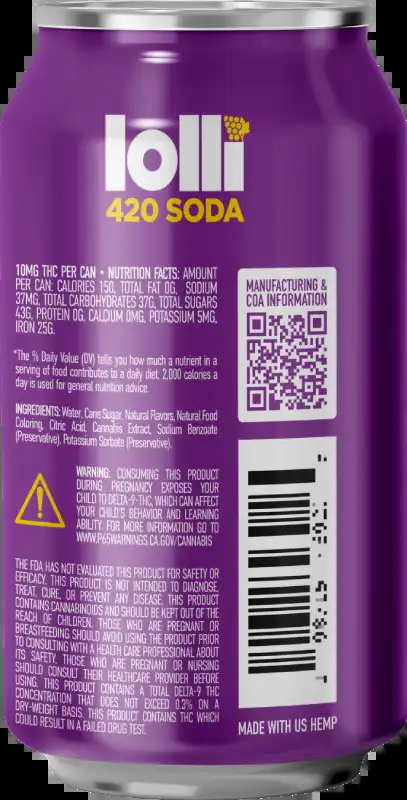 lolli
420 SODA
10MG THC PER CAN • NUTRITION FACTS: AMOUNT
PER CAN: CALORIES 150, TOTAL FAT 0G, SODIUM
37MG, TOTAL CARBOHYDRATES 37G, TOTAL SUGARS
43G, PROTEIN 0G, CALCIUM 0MG, POTASSIUM 5MG,
IRON 25G.
*The % Daily Value (DV) tells you how much a nutrient in a
serving of food contributes to a daily diet. 2,000 calories a
day is used for general nutrition advice.
INGREDIENTS: Water, Cane Sugar, Natural Flavors, Natural Food
Coloring, Citric Acid, Cannabis Extract, Sodium Benzoate
(Preservative), Potassium Sorbate (Preservative).
WARNING: CONSUMING THIS PRODUCT
DURING PREGNANCY EXPOSES YOUR
CHILD TO DELTA-9-THC, WHICH CAN AFFECT
YOUR CHILD'S BEHAVIOR AND LEARNING
ABILITY. FOR MORE INFORMATION GO TO
WWW.P65WARNINGS.CA.GOV/CANNABIS
THE FDA HAS NOT EVALUATED THIS PRODUCT FOR SAFETY OR
EFFICACY. THIS PRODUCT IS NOT INTENDED TO DIAGNOSE,
TREAT, CURE, OR PREVENT ANY DISEASE. THIS PRODUCT
CONTAINS CANNABINOIDS AND SHOULD BE KEPT OUT OF THE
REACH OF CHILDREN. THOSE WHO ARE PREGNANT OR
BREASTFEEDING SHOULD AVOID USING THE PRODUCT PRIOR
TO CONSULTING WITH A HEALTH CARE PROFESSIONAL ABOUT
ITS SAFETY. THOSE WHO ARE PREGNANT OR NURSING
SHOULD CONSULT THEIR HEALTHCARE PROVIDER BEFORE
USING. THIS PRODUCT CONTAINS A TOTAL DELTA-9 THC
CONCENTRATION THAT DOES NOT EXCEED 0.3% ON A
DRY-WEIGHT BASIS. THIS PRODUCT CONTAINS THC WHICH
COULD RESULT IN A FAILED DRUG TEST.
MANUFACTURING &
COA INFORMATION
MADE WITH US HEMP